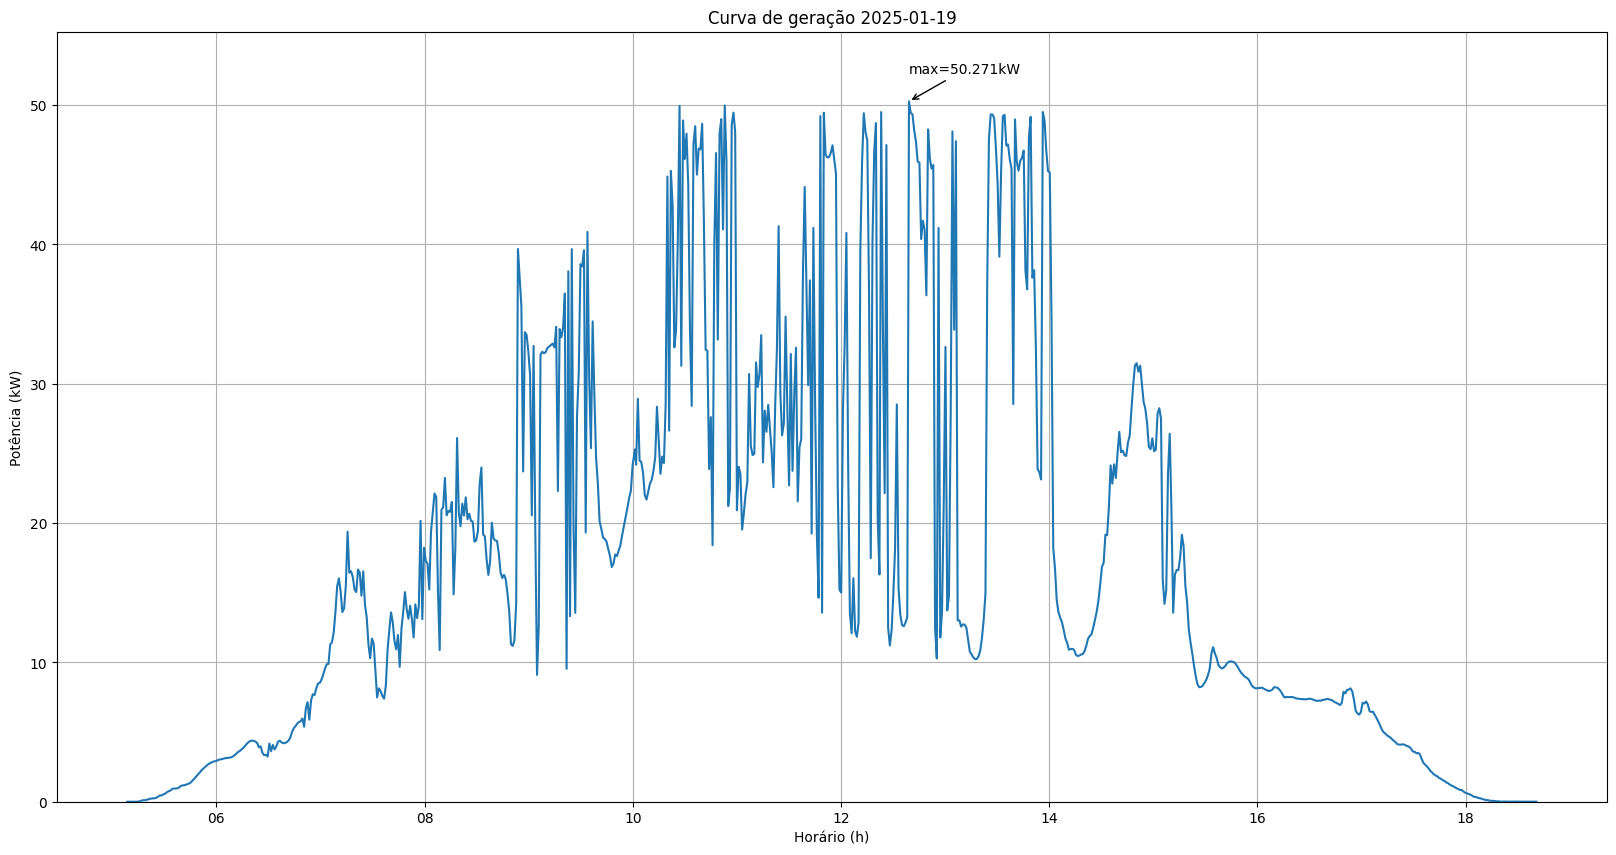 Curva de geração 2025-01-19
max=50.271kW
50
40
30
20
10
0
Potência (kW)
06 08 10 12 14 16 18
Horário (h)